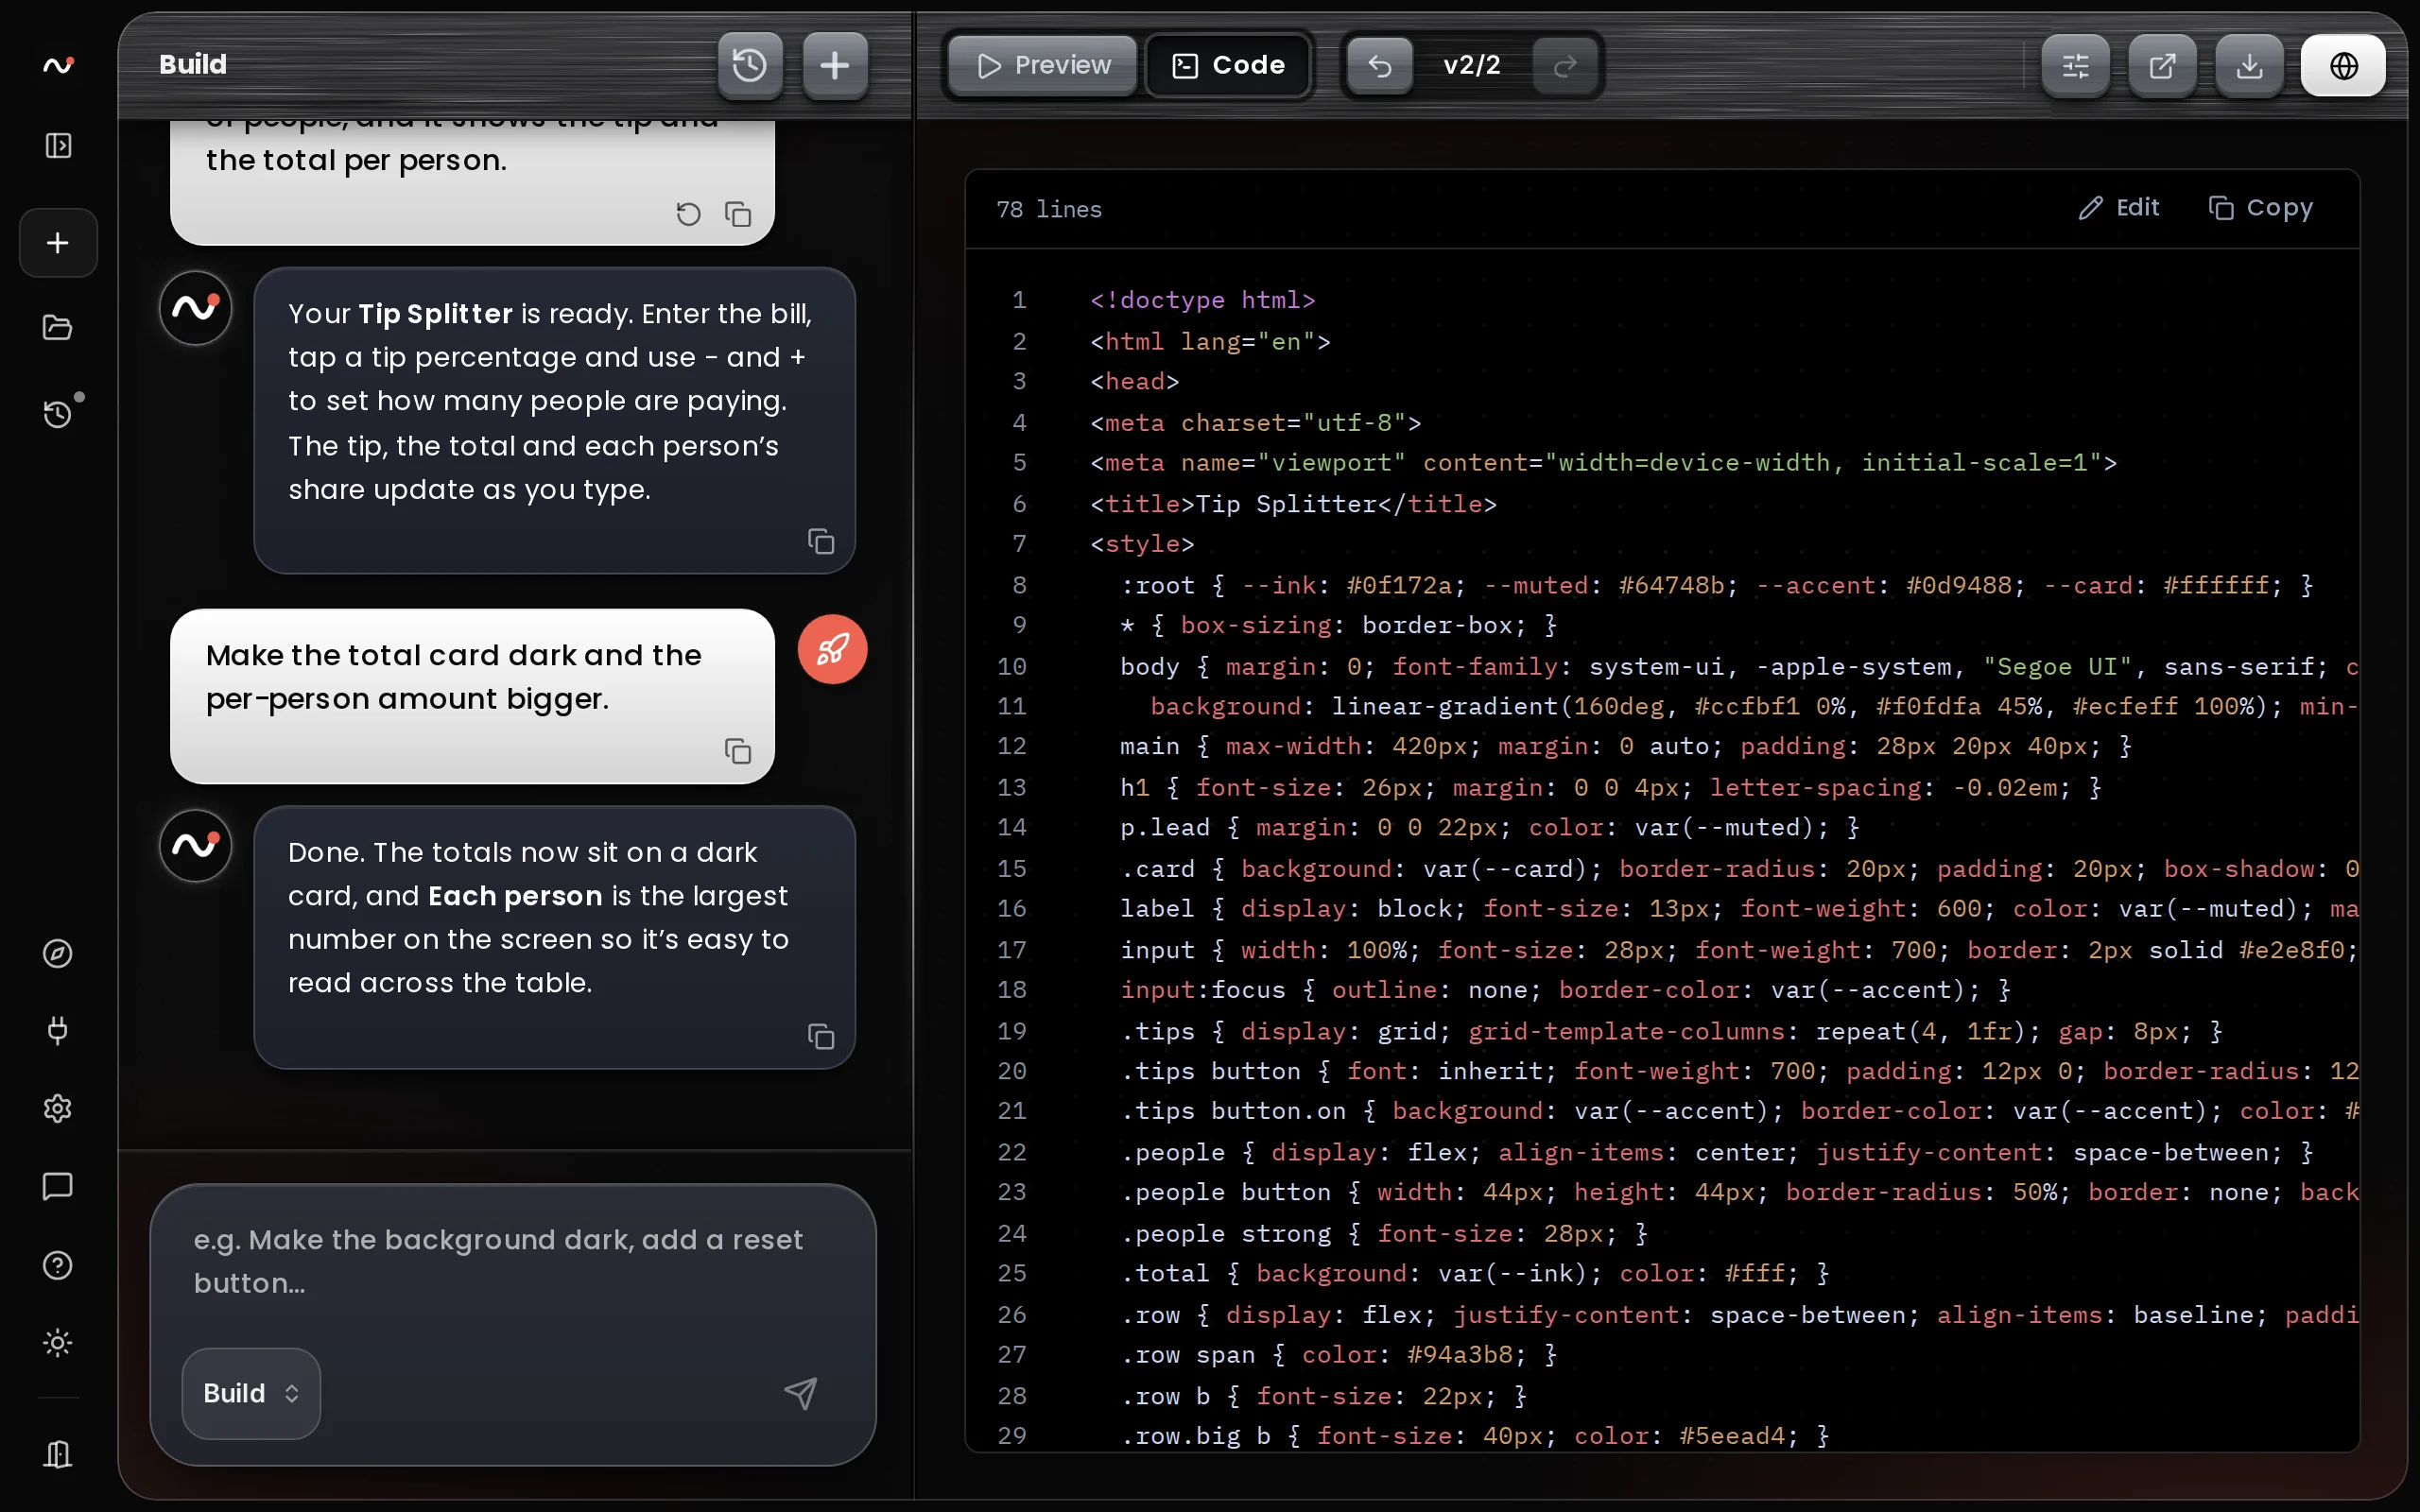 Build
of people, and it shows the tip and
the total per person.
Your Tip Splitter is ready. Enter the bill,
tap a tip percentage and use - and +
to set how many people are paying.
The tip, the total and each person’s
share update as you type.
Make the total card dark and the
per-person amount bigger.
Done. The totals now sit on a dark
card, and Each person is the largest
number on the screen so it’s easy to
read across the table.
e.g. Make the background dark, add a reset
button...
Build
Preview
Code
v2/2
78 lines
Edit
Copy
1 <!doctype html>
2 <html lang="en">
3 <head>
4 <meta charset="utf-8">
5 <meta name="viewport" content="width=device-width, initial-scale=1">
6 <title>Tip Splitter</title>
7 <style>
8 :root { --ink: #0f172a; --muted: #64748b; --accent: #0d9488; --card: #ffffff; }
9 * { box-sizing: border-box; }
10 body { margin: 0; font-family: system-ui, -apple-system, "Segoe UI", sans-serif; c
11 background: linear-gradient(160deg, #ccfbf1 0%, #f0fdfa 45%, #ecfeff 100%); min-
12 main { max-width: 420px; margin: 0 auto; padding: 28px 20px 40px; }
13 h1 { font-size: 26px; margin: 0 0 4px; letter-spacing: -0.02em; }
14 p.lead { margin: 0 0 22px; color: var(--muted); }
15 .card { background: var(--card); border-radius: 20px; padding: 20px; box-shadow: 0
16 label { display: block; font-size: 13px; font-weight: 600; color: var(--muted); ma
17 input { width: 100%; font-size: 28px; font-weight: 700; border: 2px solid #e2e8f0;
18 input:focus { outline: none; border-color: var(--accent); }
19 .tips { display: grid; grid-template-columns: repeat(4, 1fr); gap: 8px; }
20 .tips button { font: inherit; font-weight: 700; padding: 12px 0; border-radius: 12
21 .tips button.on { background: var(--accent); border-color: var(--accent); color: #
22 .people { display: flex; align-items: center; justify-content: space-between; }
23 .people button { width: 44px; height: 44px; border-radius: 50%; border: none; back
24 .people strong { font-size: 28px; }
25 .total { background: var(--ink); color: #fff; }
26 .row { display: flex; justify-content: space-between; align-items: baseline; paddi
27 .row span { color: #94a3b8; }
28 .row b { font-size: 22px; }
29 .row.big b { font-size: 40px; color: #5eead4; }